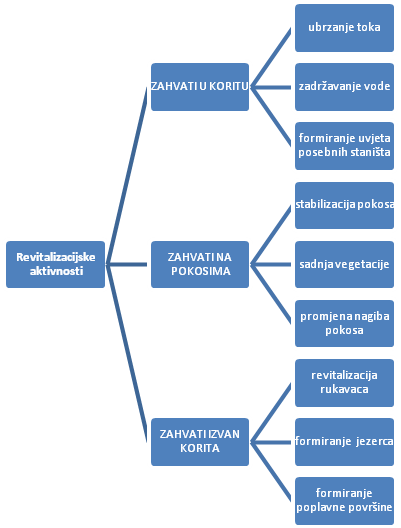 Revitalizacijske
aktivnosti
ZAHVATI U KORITU
ubrzanje toka
zadržavanje vode
formiranje uvjeta
posebnih staništa
ZAHVATI NA
POKOSIMA
stabilizacija pokosa
sadnja vegetacije
promjena nagiba
pokosa
ZAHVATI IZVAN
KORITA
revitalizacija
rukavaca
formiranje jezerca
formiranje
poplavne površine